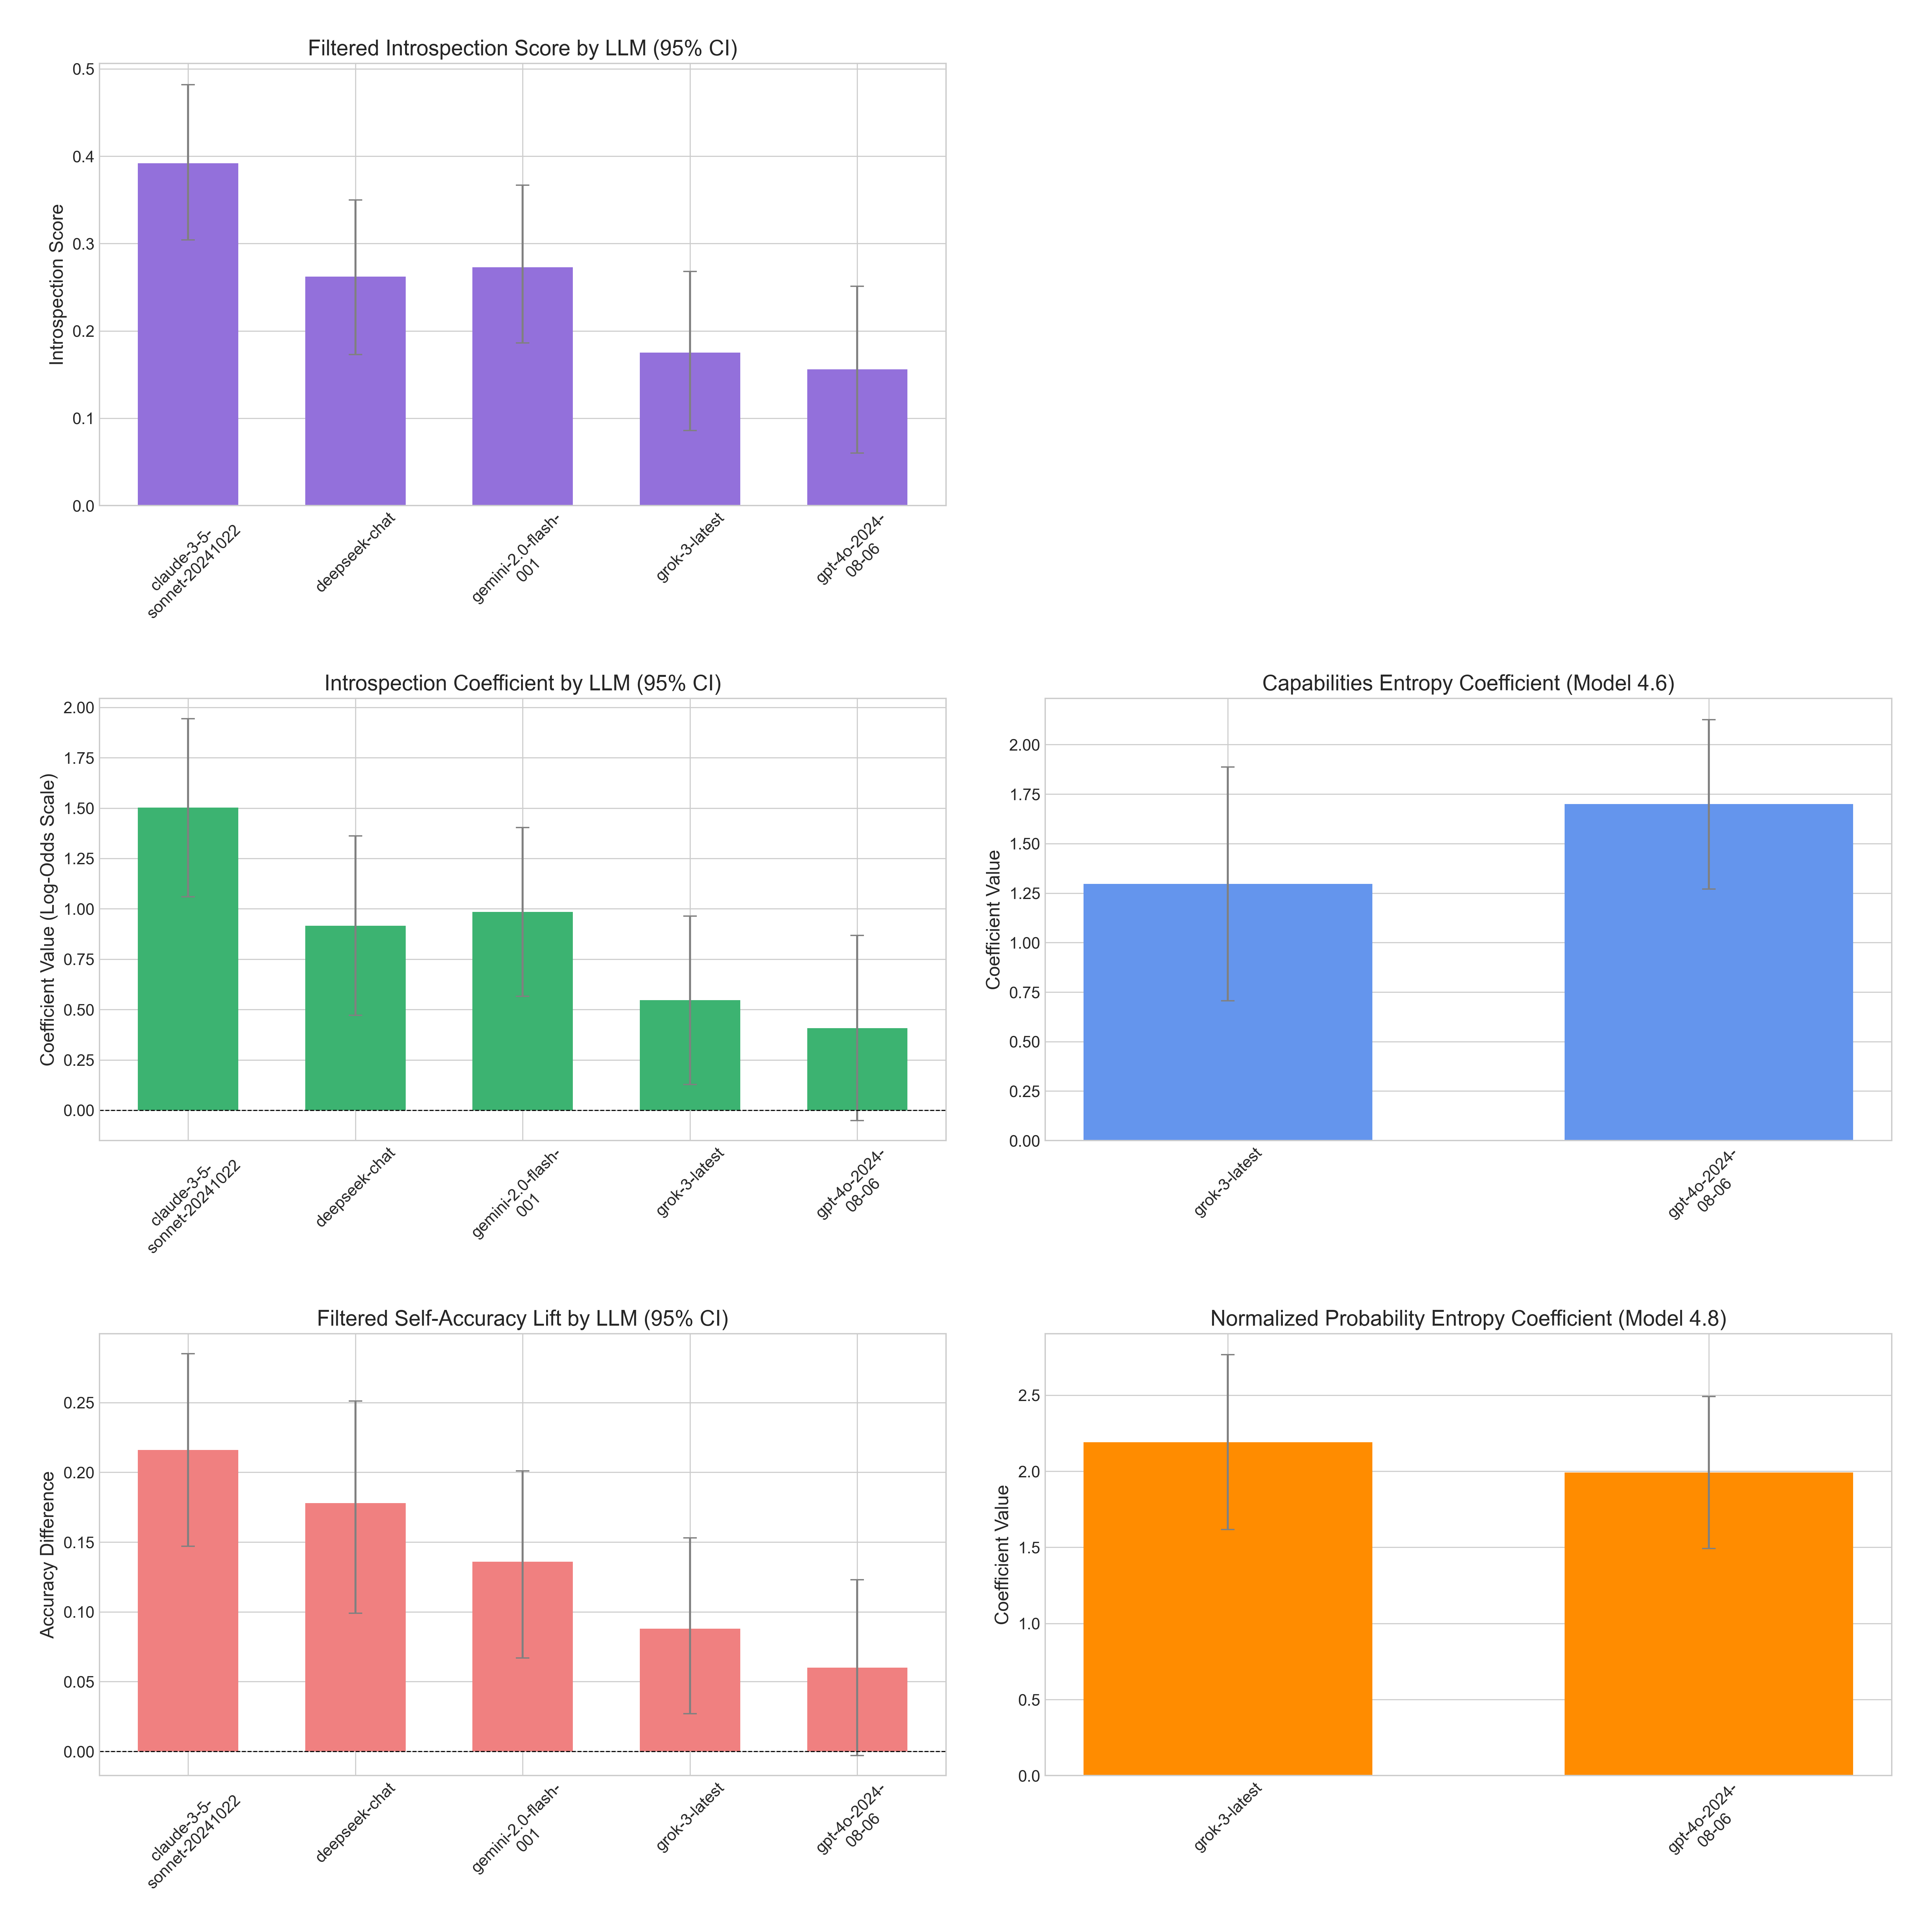 Filtered Introspection Score by LLM (95% CI)
Introspection Score
0.5
0.4
0.3
0.2
0.1
0.0
claude-3-5-
sonnet-20241022
deepseek-chat
gemini-2.0-flash-
001
grok-3-latest
gpt-4o-2024-
08-06
Introspection Coefficient by LLM (95% CI)
Coefficient Value (Log-Odds Scale)
2.00
1.75
1.50
1.25
1.00
0.75
0.50
0.25
0.00
claude-3-5-
sonnet-20241022
deepseek-chat
gemini-2.0-flash-
001
grok-3-latest
gpt-4o-2024-
08-06
Capabilities Entropy Coefficient (Model 4.6)
Coefficient Value
2.00
1.75
1.50
1.25
1.00
0.75
0.50
0.25
0.00
grok-3-latest
gpt-4o-2024-
08-06
Filtered Self-Accuracy Lift by LLM (95% CI)
Accuracy Difference
0.25
0.20
0.15
0.10
0.05
0.00
claude-3-5-
sonnet-20241022
deepseek-chat
gemini-2.0-flash-
001
grok-3-latest
gpt-4o-2024-
08-06
Normalized Probability Entropy Coefficient (Model 4.8)
Coefficient Value
2.5
2.0
1.5
1.0
0.5
0.0
grok-3-latest
gpt-4o-2024-
08-06